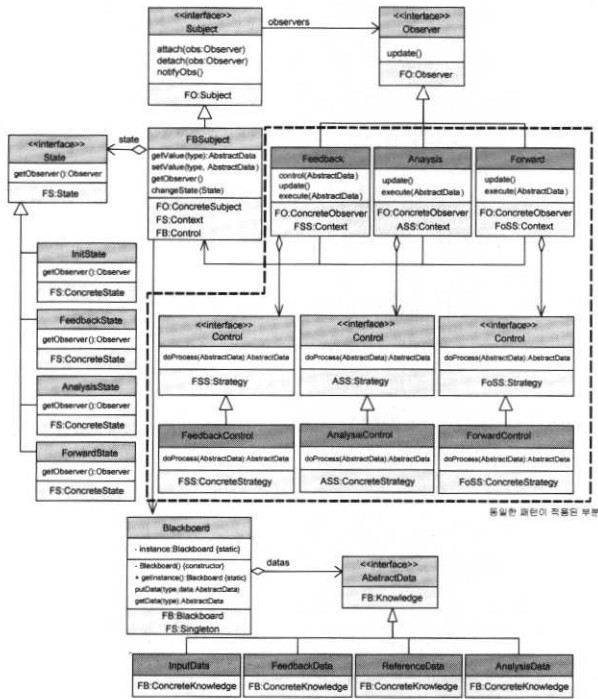 <<interface>>
Subject
attach(obs:Observer)
detach(obs:Observer)
notifyObs()
FO:Subject
observers
<<interface>>
Observer
update()
FO:Observer
<<interface>>
State
getObserver():Observer
FS:State
state
FBSubject
getValue(type):AbstractData
setValue(type, AbstractData)
getObserver()
changeState(State)
FO:ConcreteSubject
FS:Context
FB:Control
Feedback
control(AbstractData)
update()
execute(AbstractData)
FO:ConcreteObserver
FSS:Context
Anaysis
update()
execute(AbstractData)
FO:ConcreteObserver
ASS:Context
Forward
update()
execute(AbstractData)
FO:ConcreteObserver
FoSS:Context
InitState
getObserver():Observer
FS:ConcreteState
FeedbackState
getObserver():Observer
FS:ConcreteState
AnalysisState
getObserver():Observer
FS:ConcreteState
ForwardState
getObserver():Observer
FS:ConcreteState
<<interface>>
Control
doProcess(AbstractData):AbstractData
FSS:Strategy
<<interface>>
Control
doProcess(AbstractData):AbstractData
ASS:Strategy
<<interface>>
Control
doProcess(AbstractData):AbstractData
FoSS:Strategy
FeedbackControl
doProcess(AbstractData):AbstractData
FSS:ConcreteStrategy
AnalysisControl
doProcess(AbstractData):AbstractData
ASS:ConcreteStrategy
ForwardControl
doProcess(AbstractData):AbstractData
FoSS:ConcreteStrategy
동일한 패턴이 적용된 부분
Blackboard
- instance:Blackboard {static}
- Blackboard() {constructor}
+ getInstance():Blackboard {static}
putData(type,data:AbstractData)
getData(type):AbstractData
FB:Blackboard
FS:Singleton
datas
<<interface>>
AbstractData
FB:Knowledge
InputData
FB:ConcreteKnowledge
FeedbackData
FB:ConcreteKnowledge
ReferenceData
FB:ConcreteKnowledge
AnalysisData
FB:ConcreteKnowledge